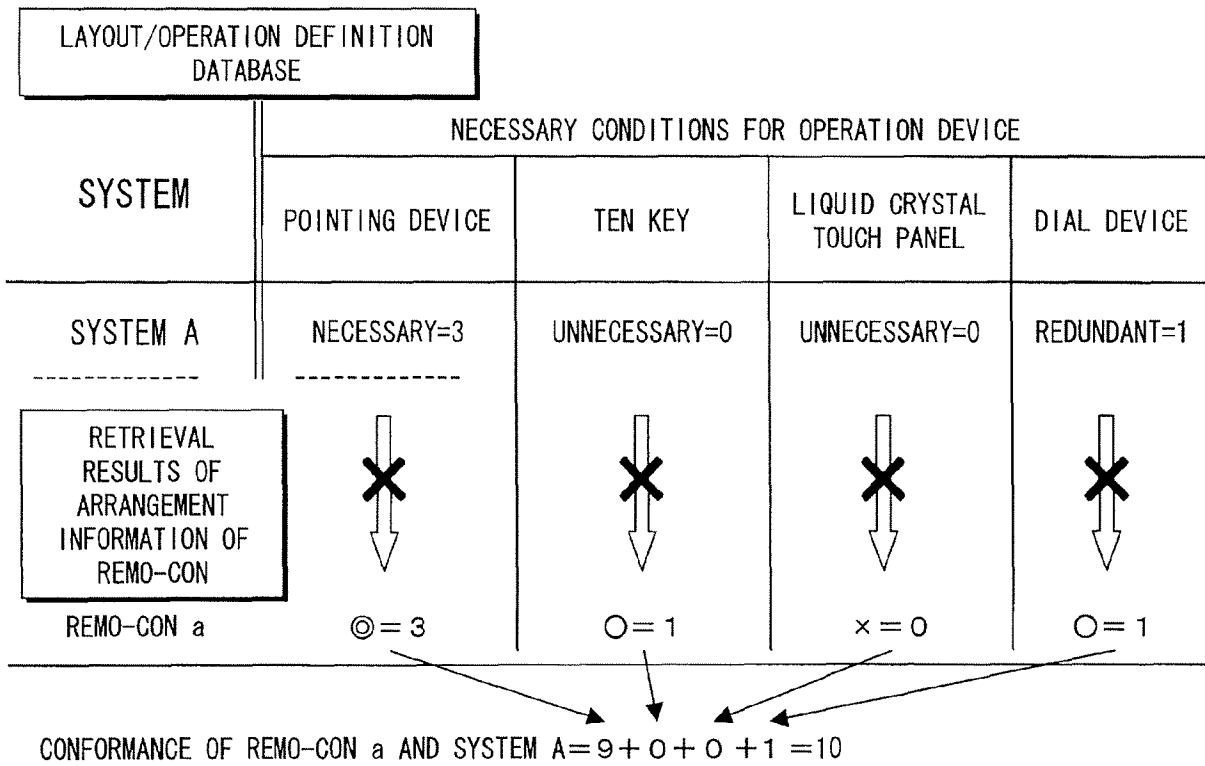 LAYOUT/OPERATION DEFINITION
DATABASE
NECESSARY CONDITIONS FOR OPERATION DEVICE
SYSTEM
POINTING DEVICE
TEN KEY
LIQUID CRYSTAL
TOUCH PANEL
DIAL DEVICE
SYSTEM A
NECESSARY=3
UNNECESSARY=0
UNNECESSARY=0
REDUNDANT=1
RETRIEVAL
RESULTS OF
ARRANGEMENT
INFORMATION OF
REMO-CON
REMO-CON a
◎=3
○=1
×=0
○=1
CONFORMANCE OF REMO-CON a AND SYSTEM A=9+0+0+1=10